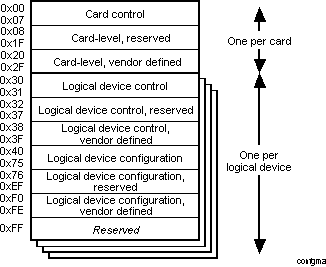 0x00
0x07
Card control
0x08
0x1F
Card-level, reserved
0x20
0x2F
Card-level, vendor defined
One per card
0x30
0x31
Logical device control
0x32
0x37
Logical device control, reserved
0x38
0x3F
Logical device control,
vendor defined
0x40
0x75
Logical device configuration
0x76
0xEF
Logical device configuration,
reserved
0xF0
0xFE
Logical device configuration,
vendor defined
0xFF
Reserved
One per
logical device